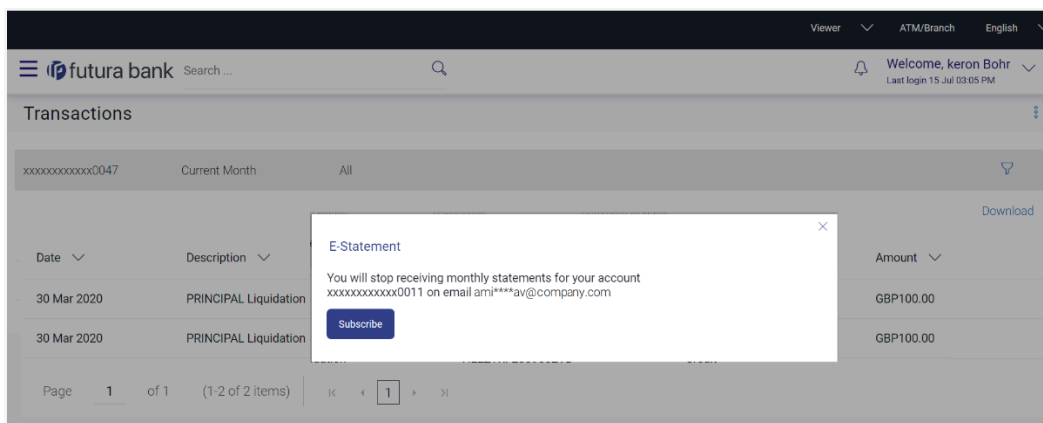 Viewer ATM/Branch English
futura bank Search ... Welcome, keron Bohr
Last login 15 Jul 03:05 PM
Transactions
xxxxxxxxxxxx0047 Current Month All
Download
E-Statement
You will stop receiving monthly statements for your account
xxxxxxxxxxxx0011 on email ami****av@company.com
Subscribe
Date Description Amount
30 Mar 2020 PRINCIPAL Liquidation GBP100.00
30 Mar 2020 PRINCIPAL Liquidation GBP100.00
Page 1 of 1 (1-2 of 2 items) 1